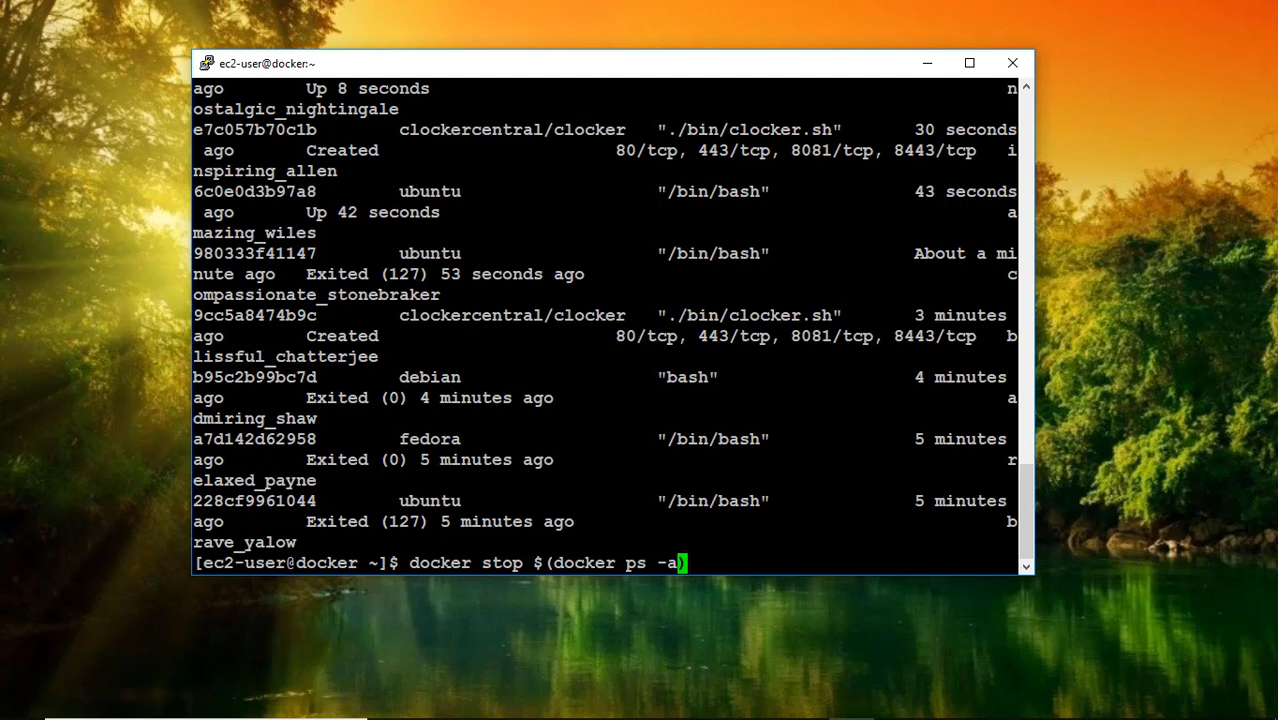 ec2-user@docker:~
ago        Up 8 seconds                                                        n
ostalgic_nightingale
e7c057b70c1b        clockercentral/clocker   "./bin/clocker.sh"       30 seconds
 ago       Created                       80/tcp, 443/tcp, 8081/tcp, 8443/tcp   i
nspiring_allen
6c0e0d3b97a8        ubuntu                   "/bin/bash"              43 seconds
 ago       Up 42 seconds                                                       a
mazing_wiles
980333f41147        ubuntu                   "/bin/bash"              About a mi
nute ago   Exited (127) 53 seconds ago                                         c
ompassionate_stonebraker
9cc5a8474b9c        clockercentral/clocker   "./bin/clocker.sh"       3 minutes
ago        Created                       80/tcp, 443/tcp, 8081/tcp, 8443/tcp   b
lissful_chatterjee
b95c2b99bc7d        debian                   "bash"                   4 minutes
ago        Exited (0) 4 minutes ago                                            a
dmiring_shaw
a7d142d62958        fedora                   "/bin/bash"              5 minutes
ago        Exited (0) 5 minutes ago                                            r
elaxed_payne
228cf9961044        ubuntu                   "/bin/bash"              5 minutes
ago        Exited (127) 5 minutes ago                                          b
rave_yalow
[ec2-user@docker ~]$ docker stop $(docker ps -a)